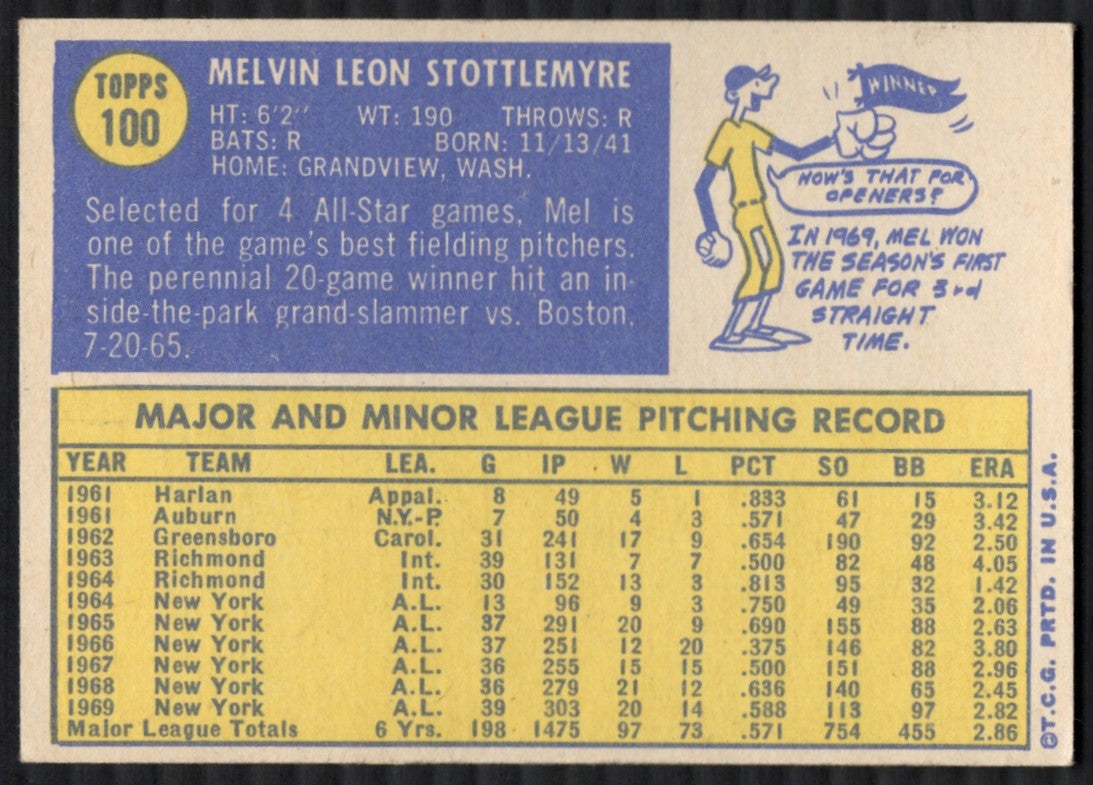 TOPPS
100
MELVIN LEON STOTTLEMYRE
HT: 6'2" WT: 190 THROWS: R
BATS: R BORN: 11/13/41
HOME: GRANDVIEW, WASH.
Selected for 4 All-Star games, Mel is
one of the game's best fielding pitchers.
The perennial 20-game winner hit an in-
side-the-park grand-slammer vs. Boston,
7-20-65.
WINNER
HOW'S THAT FOR
OPENERS?
IN 1969, MEL WON
THE SEASON'S FIRST
GAME FOR 3rd
STRAIGHT
TIME.
MAJOR AND MINOR LEAGUE PITCHING RECORD
YEAR TEAM LEA. G IP W L PCT SO BB ERA
1961 Harlan Appal. 8 49 5 1 .833 61 15 3.12
1961 Auburn N.Y.-P. 7 50 4 3 .571 47 29 3.42
1962 Greensboro Carol. 31 241 17 9 .654 190 92 2.50
1963 Richmond Int. 39 131 7 7 .500 82 48 4.05
1964 Richmond Int. 30 152 13 3 .813 95 32 1.42
1964 New York A.L. 13 96 9 3 .750 49 35 2.06
1965 New York A.L. 37 291 20 9 .690 155 88 2.63
1966 New York A.L. 37 251 12 20 .375 146 82 3.80
1967 New York A.L. 36 255 15 15 .500 151 88 2.96
1968 New York A.L. 36 279 21 12 .636 140 65 2.45
1969 New York A.L. 39 303 20 14 .588 113 97 2.82
Major League Totals 6 Yrs. 198 1475 97 73 .571 754 455 2.86
©T.C.G. PRTD. IN U.S.A.